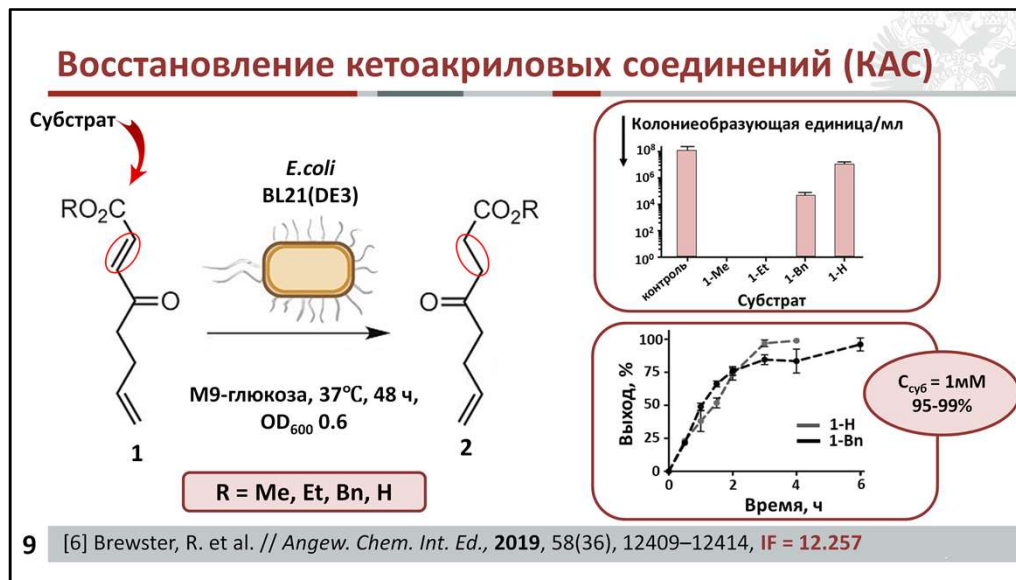 Восстановление кетоакриловых соединений (КАС)
Субстрат
RO₂C
O
1
E.coli
BL21(DE3)
М9-глюкоза, 37℃, 48 ч,
OD₆₀₀ 0.6
CO₂R
O
2
R = Me, Et, Bn, H
Колониеобразующая единица/мл
10⁸
10⁶
10⁴
10²
10⁰
контроль
1-Me
1-Et
1-Bn
1-H
Субстрат
Выход, %
100
75
50
25
0
0 2 4 6
1-H
1-Bn
Время, ч
Ссуб = 1мМ
95-99%
9 [6] Brewster, R. et al. // Angew. Chem. Int. Ed., 2019, 58(36), 12409–12414, IF = 12.257